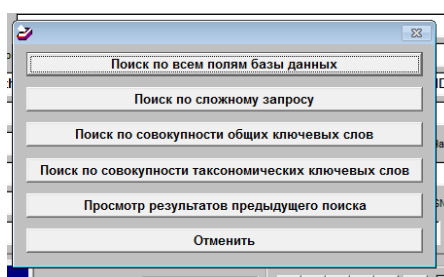 Поиск по всем полям базы данных
Поиск по сложному запросу
Поиск по совокупности общих ключевых слов
Поиск по совокупности таксономических ключевых слов
Просмотр результатов предыдущего поиска
Отменить